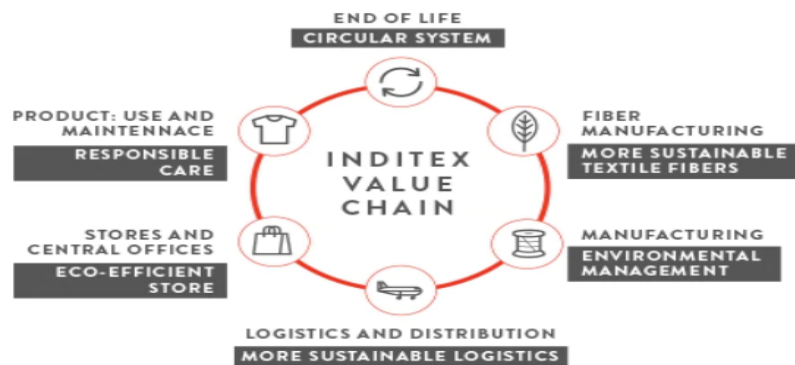 END OF LIFE
CIRCULAR SYSTEM
PRODUCT: USE AND
MAINTENNACE
RESPONSIBLE
CARE
FIBER
MANUFACTURING
MORE SUSTAINABLE
TEXTILE FIBERS
INDITEX
VALUE
CHAIN
STORES AND
CENTRAL OFFICES
ECO-EFFICIENT
STORE
MANUFACTURING
ENVIRONMENTAL
MANAGEMENT
LOGISTICS AND DISTRIBUTION
MORE SUSTAINABLE LOGISTICS